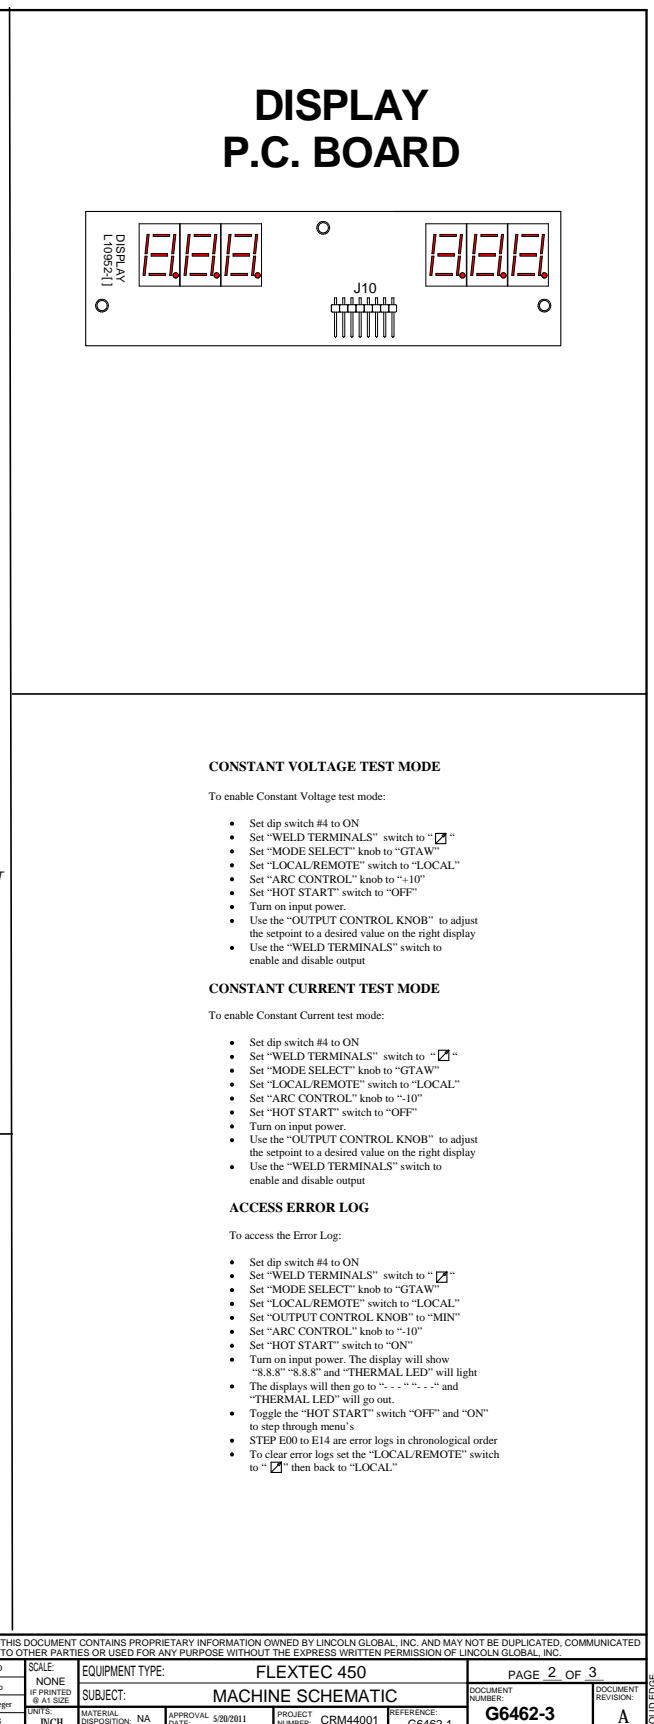 DISPLAY
P.C. BOARD
DISPLAY
L10952-[ ]
J10
CONSTANT VOLTAGE TEST MODE
To enable Constant Voltage test mode:
• Set dip switch #4 to ON
• Set “WELD TERMINALS” switch to “ “
• Set “MODE SELECT” knob to “GTAW”
• Set “LOCAL/REMOTE” switch to “LOCAL”
• Set “ARC CONTROL” knob to “+10”
• Set “HOT START” switch to “OFF”
• Turn on input power.
• Use the “OUTPUT CONTROL KNOB” to adjust
the setpoint to a desired value on the right display
• Use the “WELD TERMINALS” switch to
enable and disable output
CONSTANT CURRENT TEST MODE
To enable Constant Current test mode:
• Set dip switch #4 to ON
• Set “WELD TERMINALS” switch to “ “
• Set “MODE SELECT” knob to “GTAW”
• Set “LOCAL/REMOTE” switch to “LOCAL”
• Set “ARC CONTROL” knob to “-10”
• Set “HOT START” switch to “OFF”
• Turn on input power.
• Use the “OUTPUT CONTROL KNOB” to adjust
the setpoint to a desired value on the right display
• Use the “WELD TERMINALS” switch to
enable and disable output
ACCESS ERROR LOG
To access the Error Log:
• Set dip switch #4 to ON
• Set “WELD TERMINALS” switch to “ “
• Set “MODE SELECT” knob to “GTAW”
• Set “LOCAL/REMOTE” switch to “LOCAL”
• Set “OUTPUT CONTROL KNOB” to “MIN”
• Set “ARC CONTROL” knob to “-10”
• Set “HOT START” switch to “ON”
• Turn on input power. The display will show
“8.8.8” “8.8.8” and “THERMAL LED” will light
• The displays will then go to “- - - “ “- - -“ and
“THERMAL LED” will go out.
• Toggle the “HOT START” switch “OFF” and “ON”
to step through menu’s
• STEP E00 to E14 are error logs in chronological order
• To clear error logs set the “LOCAL/REMOTE” switch
to “ ” then back to “LOCAL”
THIS DOCUMENT CONTAINS PROPRIETARY INFORMATION OWNED BY LINCOLN GLOBAL, INC. AND MAY NOT BE DUPLICATED, COMMUNICATED
TO OTHER PARTIES OR USED FOR ANY PURPOSE WITHOUT THE EXPRESS WRITTEN PERMISSION OF LINCOLN GLOBAL, INC.
SCALE:
NONE
IF PRINTED
@ A1 SIZE
UNITS:
INCH
EQUIPMENT TYPE: FLEXTEC 450
SUBJECT: MACHINE SCHEMATIC
MATERIAL
DISPOSITION: NA
APPROVAL
DATE: 5/20/2011
PROJECT
NUMBER: CRM44001
REFERENCE:
G6462-1
PAGE 2 OF 3
DOCUMENT
NUMBER:
G6462-3
DOCUMENT
REVISION:
A